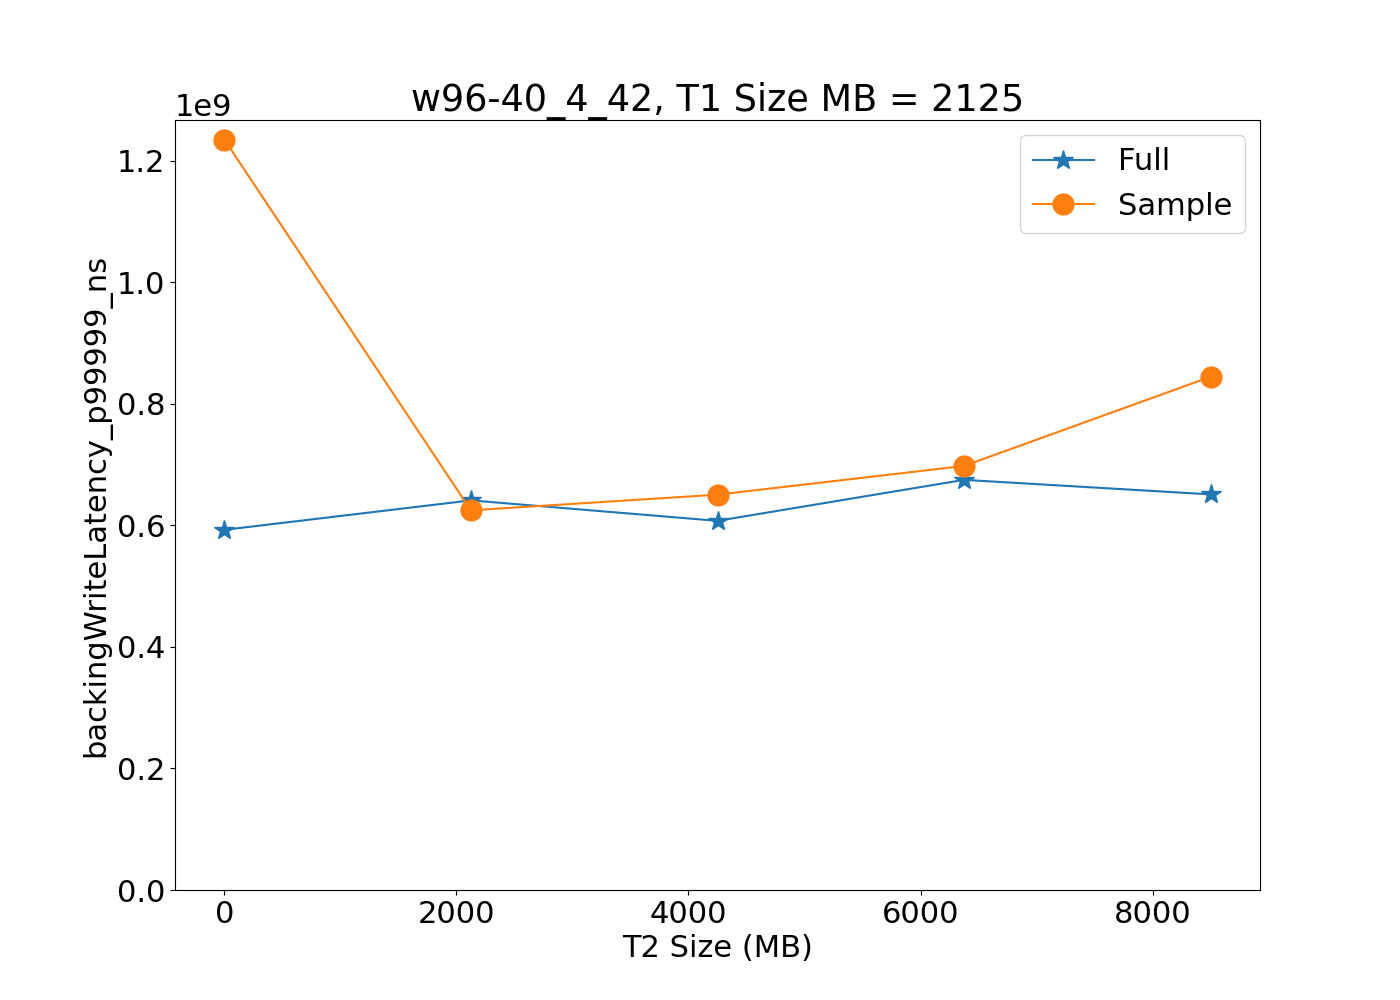 w96-40_4_42, T1 Size MB = 2125
1e9
Full
Sample
1.2
1.0
0.8
0.6
0.4
0.2
0.0
backingWriteLatency_p99999_ns
0 2000 4000 6000 8000
T2 Size (MB)